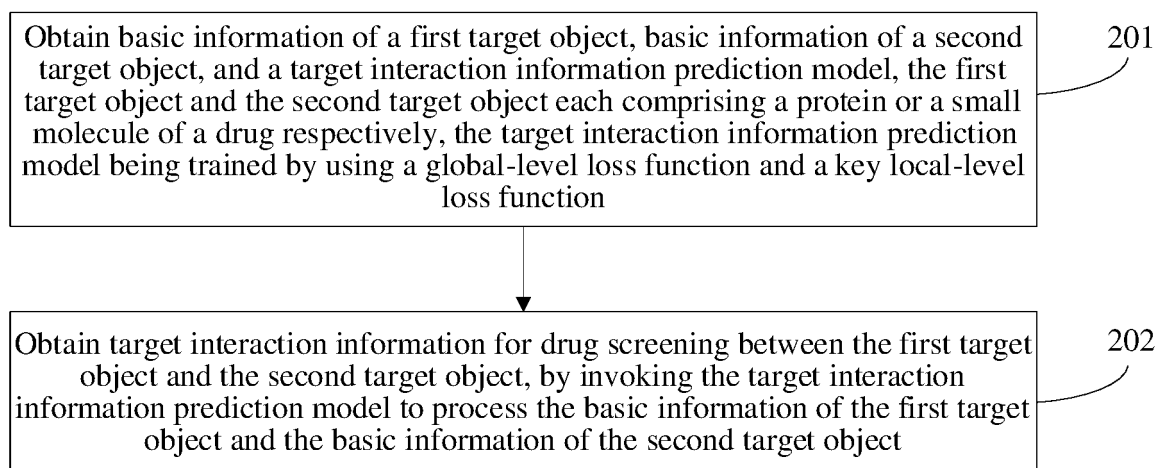 Obtain basic information of a first target object, basic information of a second
target object, and a target interaction information prediction model, the first
target object and the second target object each comprising a protein or a small
molecule of a drug respectively, the target interaction information prediction
model being trained by using a global-level loss function and a key local-level
loss function
201
Obtain target interaction information for drug screening between the first target
object and the second target object, by invoking the target interaction
information prediction model to process the basic information of the first target
object and the basic information of the second target object
202